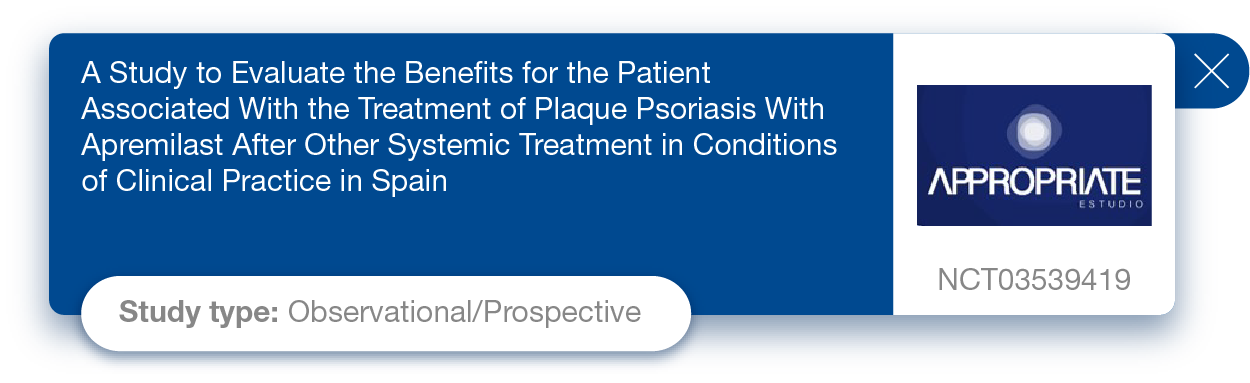 A Study to Evaluate the Benefits for the Patient
Associated With the Treatment of Plaque Psoriasis With
Apremilast After Other Systemic Treatment in Conditions
of Clinical Practice in Spain
Study type: Observational/Prospective
APPROPRIATE
ESTUDIO
NCT03539419